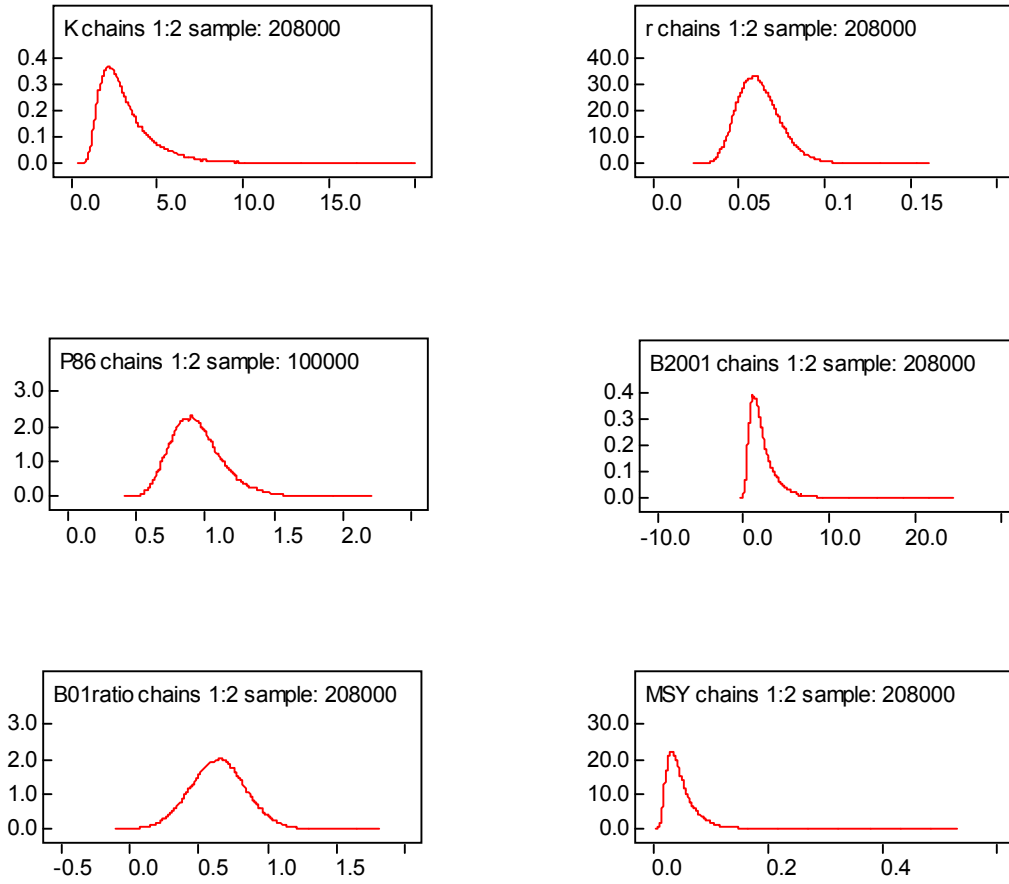 K chains 1:2 sample: 208000
0.4
0.3
0.2
0.1
0.0
0.0 5.0 10.0 15.0
r chains 1:2 sample: 208000
40.0
30.0
20.0
10.0
0.0
0.0 0.05 0.1 0.15
P86 chains 1:2 sample: 100000
3.0
2.0
1.0
0.0
0.0 0.5 1.0 1.5 2.0
B2001 chains 1:2 sample: 208000
0.4
0.3
0.2
0.1
0.0
-10.0 0.0 10.0 20.0
B01ratio chains 1:2 sample: 208000
3.0
2.0
1.0
0.0
-0.5 0.0 0.5 1.0 1.5
MSY chains 1:2 sample: 208000
30.0
20.0
10.0
0.0
0.0 0.2 0.4